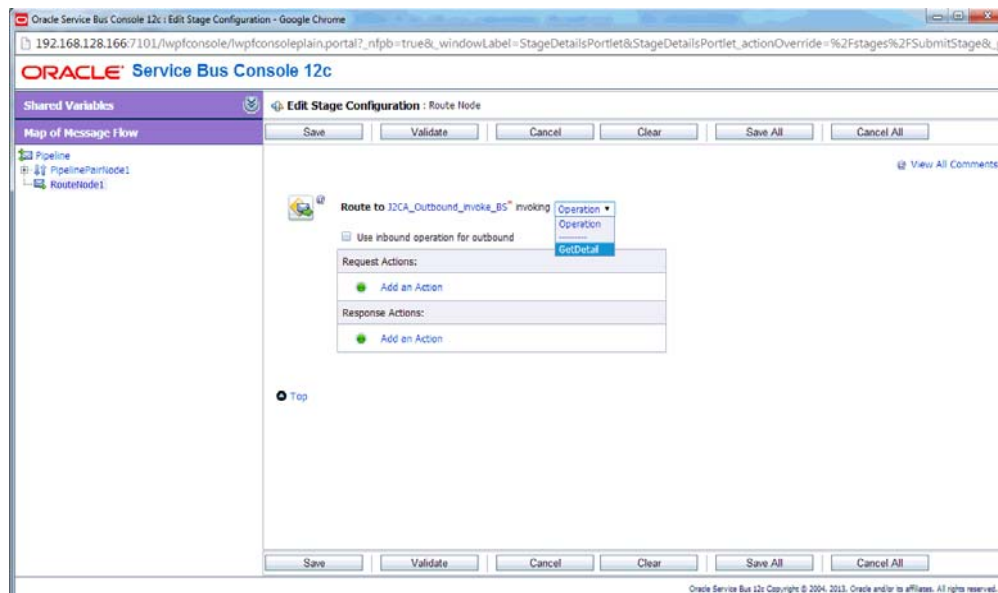 Oracle Service Bus Console 12c : Edit Stage Configuration - Google Chrome
192.168.128.166:7101/lwpfconsole/lwpfconsoleplain.portal?_nfpb=true&_windowLabel=StageDetailsPortlet&StageDetailsPortlet_actionOverride=%2Fstages%2FSubmitStage&_
ORACLE Service Bus Console 12c
Shared Variables
Edit Stage Configuration : Route Node
Map of Message Flow
Save Validate Cancel Clear Save All Cancel All
Pipeline
PipelinePairNode1
RouteNode1
View All Comments
Route to J2CA_Outbound_invoke_BS* invoking Operation
Operation
---------
GetDetail
Use inbound operation for outbound
Request Actions:
Add an Action
Response Actions:
Add an Action
Top
Save Validate Cancel Clear Save All Cancel All
Oracle Service Bus 12c Copyright © 2004, 2013, Oracle and/or its affiliates. All rights reserved.